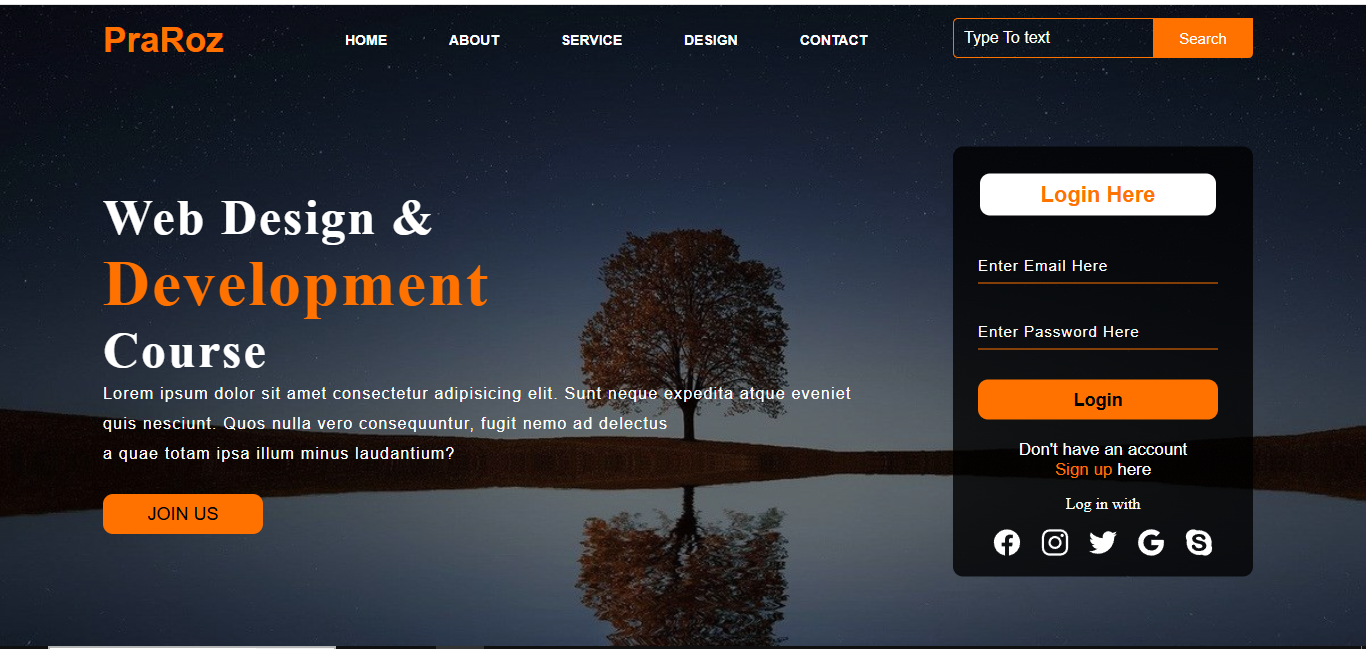 PraRoz
HOME ABOUT SERVICE DESIGN CONTACT
Type To text Search
Web Design &
Development
Course
Lorem ipsum dolor sit amet consectetur adipisicing elit. Sunt neque expedita atque eveniet
quis nesciunt. Quos nulla vero consequuntur, fugit nemo ad delectus
a quae totam ipsa illum minus laudantium?
JOIN US
Login Here
Enter Email Here
Enter Password Here
Login
Don't have an account
Sign up here
Log in with